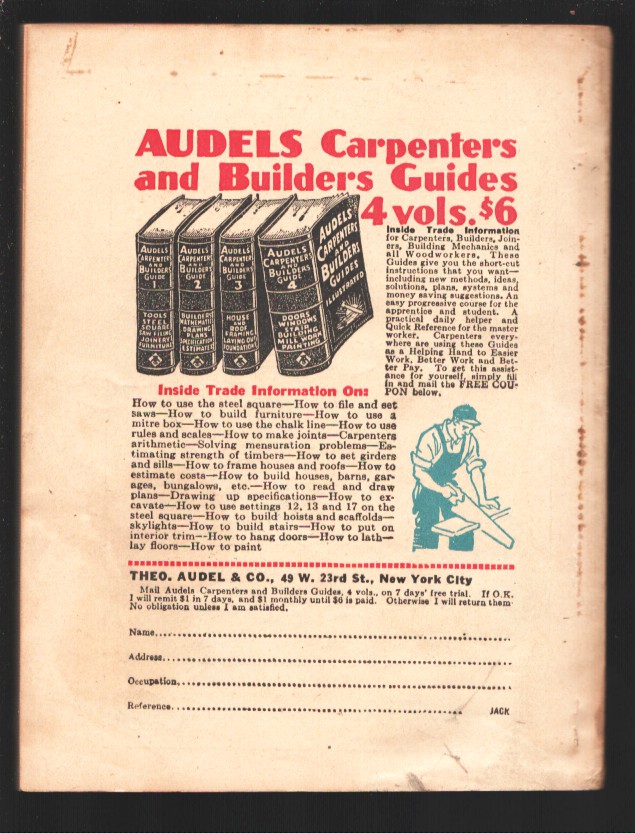 AUDELS Carpenters
and Builders Guides
4 vols. $6
AUDELS
CARPENTERS
AND
BUILDERS
GUIDE
1
TOOLS
STEEL
SQUARE
SAW FILING
JOINERY
FURNITURE
AUDELS
CARPENTERS
AND
BUILDERS
GUIDE
2
BUILDERS
MATHEMATICS
DRAWING
PLANS
SPECIFICATIONS
ESTIMATES
AUDELS
CARPENTERS
AND
BUILDERS
GUIDE
3
HOUSE
AND
ROOF
FRAMING
LAYING OUT
FOUNDATIONS
AUDELS
CARPENTERS
AND
BUILDERS
GUIDE
4
DOORS
WINDOWS
STAIR
BUILDING
MILL WORK
PAINTING
AUDELS
CARPENTERS
AND
BUILDERS
GUIDES
ILLUSTRATED
Inside Trade Information
for Carpenters, Builders, Join-
ers, Building Mechanics and
all Woodworkers. These
Guides give you the short-cut
instructions that you want—
including new methods, ideas,
solutions, plans, systems and
money saving suggestions. An
easy progressive course for the
apprentice and student. A
practical daily helper and
Quick Reference for the master
worker. Carpenters every-
where are using these Guides
as a Helping Hand to Easier
Work, Better Work and Bet-
ter Pay. To get this assist-
ance for yourself, simply fill
in and mail the FREE COU-
PON below.
Inside Trade Information On:
How to use the steel square—How to file and set
saws—How to build furniture—How to use a
mitre box—How to use the chalk line—How to use
rules and scales—How to make joints—Carpenters
arithmetic—Solving mensuration problems—Es-
timating strength of timbers—How to set girders
and sills—How to frame houses and roofs—How to
estimate costs—How to build houses, barns, gar-
ages, bungalows, etc.—How to read and draw
plans—Drawing up specifications—How to ex-
cavate—How to use settings 12, 13 and 17 on the
steel square—How to build hoists and scaffolds—
skylights—How to build stairs—How to put on
interior trim—How to hang doors—How to lath—
lay floors—How to paint
THEO. AUDEL & CO., 49 W. 23rd St., New York City
Mail Audels Carpenters and Builders Guides, 4 vols., on 7 days' free trial. If O.K.
I will remit $1 in 7 days, and $1 monthly until $6 is paid. Otherwise I will return them.
No obligation unless I am satisfied.
Name
Address
Occupation
Reference
JACK